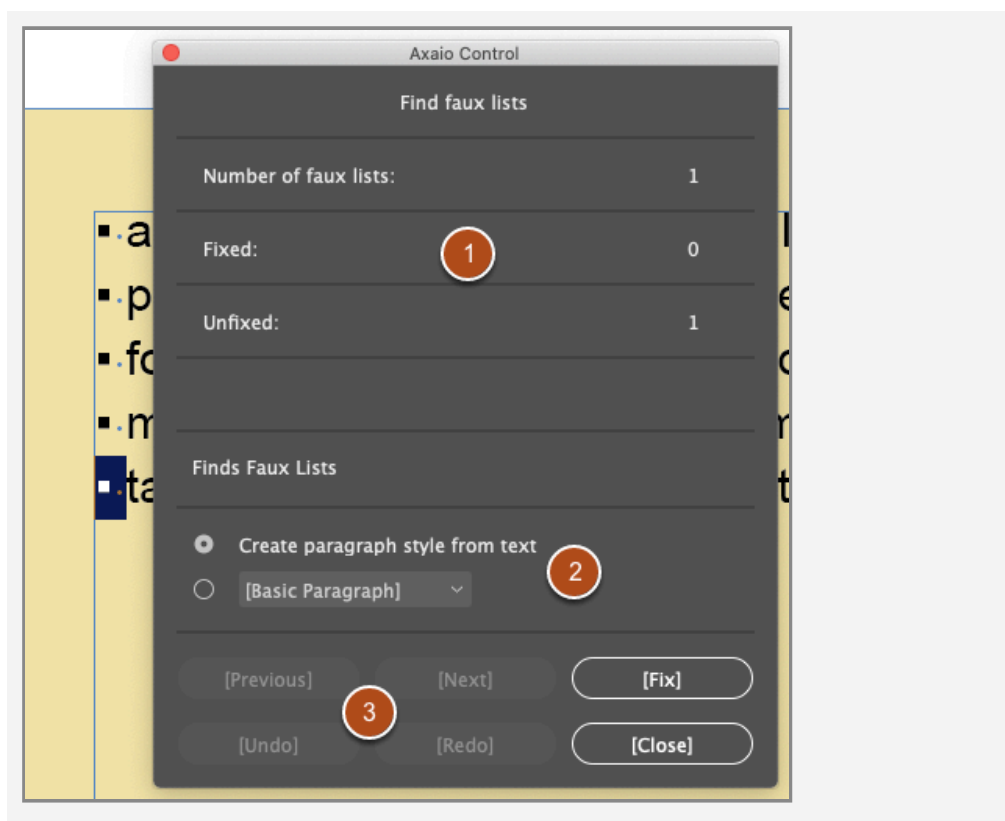 Axaio Control
Find faux lists
Number of faux lists: 1
Fixed: 1 0
Unfixed: 1
Finds Faux Lists
Create paragraph style from text
2
[Basic Paragraph]
[Previous] [Next] [Fix]
3
[Undo] [Redo] [Close]